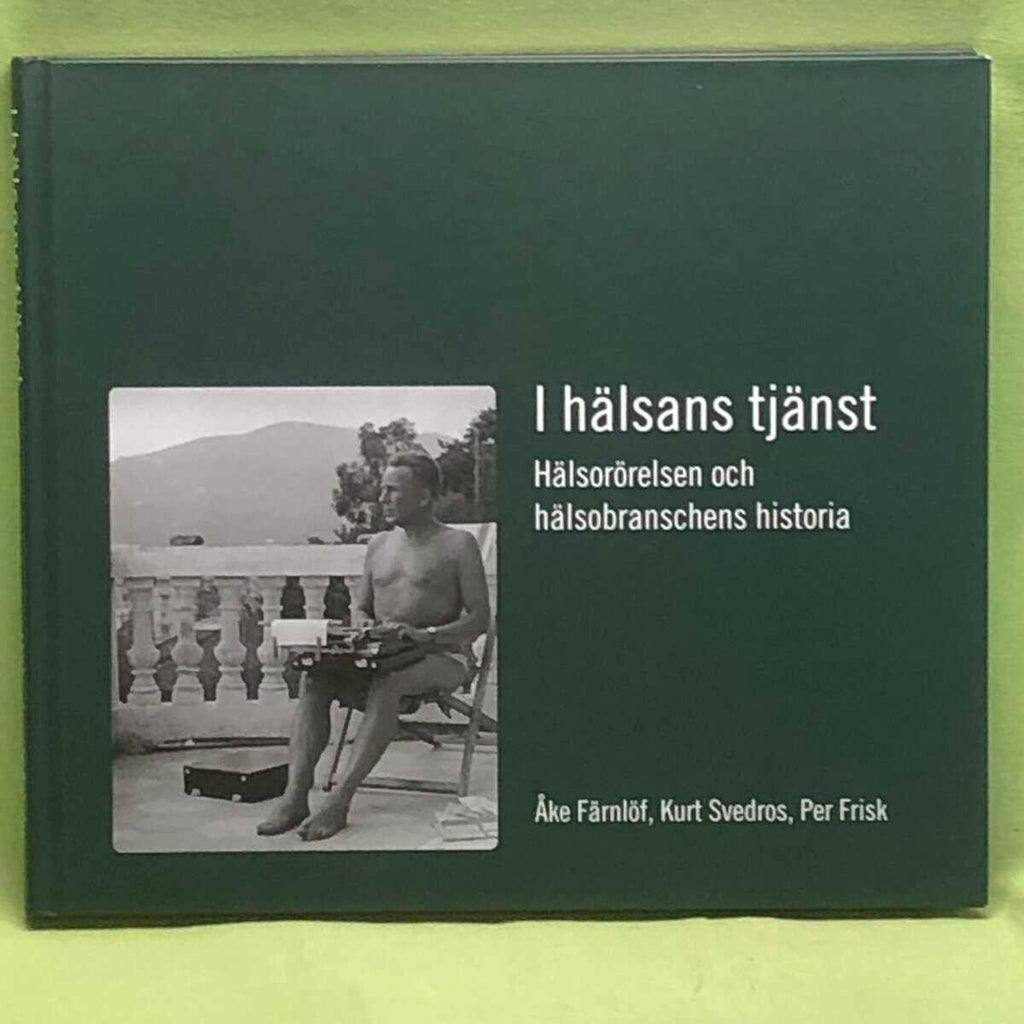 I hälsans tjänst
Hälsorörelsen och
hälsobranschens historia
Åke Färnlöf, Kurt Svedros, Per Frisk